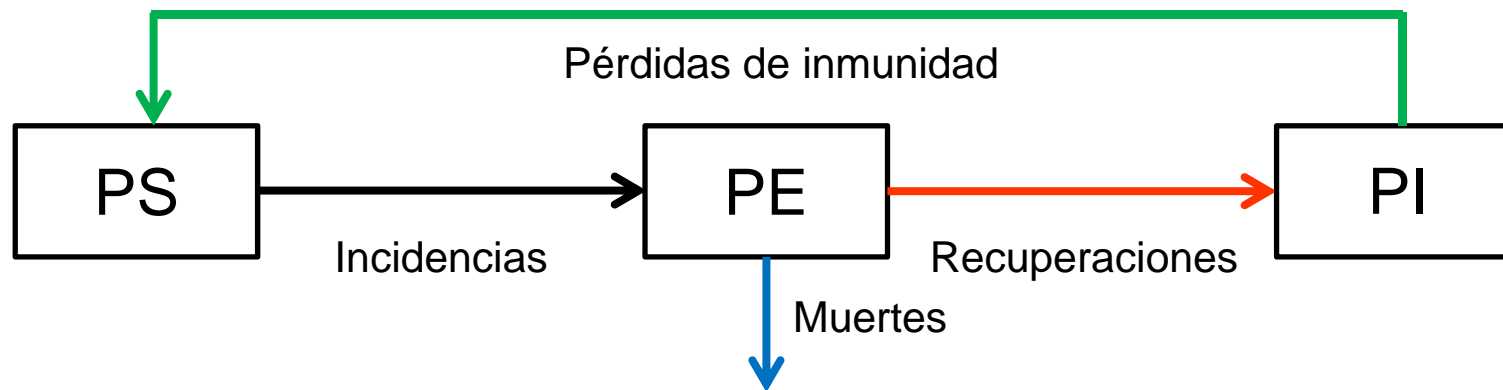 Pérdidas de inmunidad
PS
PE
PI
Incidencias
Recuperaciones
Muertes